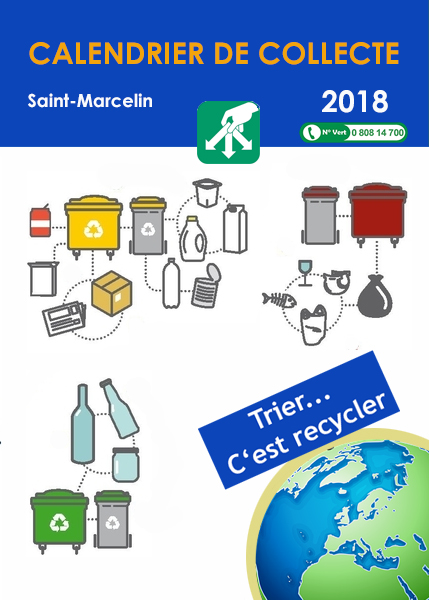 CALENDRIER DE COLLECTE
Saint-Marcelin
2018
N° Vert 0 808 14 700
Trier...
C'est recycler